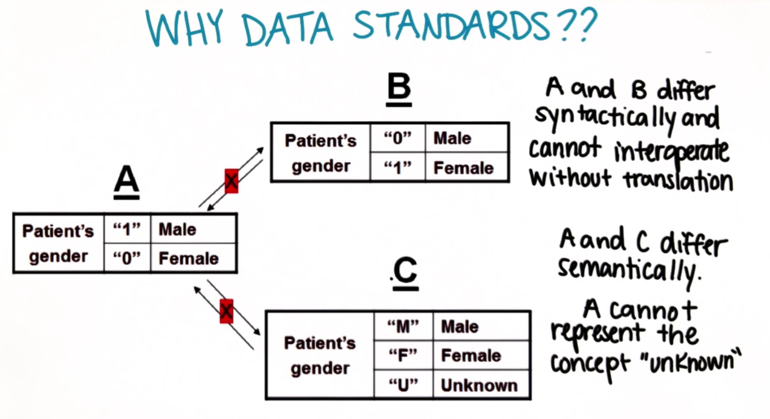 WHY DATA STANDARDS??
B
Patient's gender
"0" Male
"1" Female
A and B differ
syntactically and
cannot interoperate
without translation
A
Patient's gender
"1" Male
"0" Female
X
X
C
Patient's gender
"M" Male
"F" Female
"U" Unknown
A and C differ
semantically.
A cannot
represent the
concept "unknown"